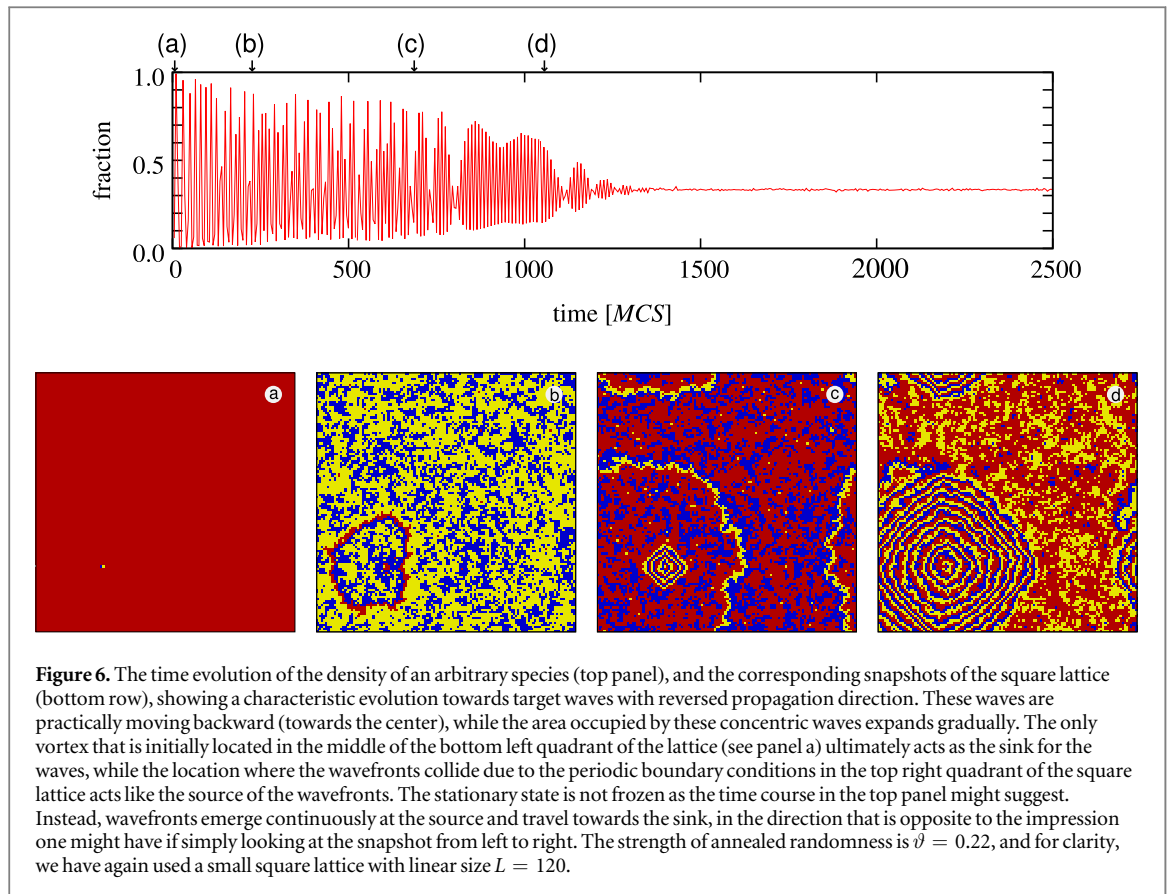 (a) (b) (c) (d)
1.0
fraction
0.5
0.0
0 500 1000 1500 2000 2500
time [MCS]
a b c d
Figure 6. The time evolution of the density of an arbitrary species (top panel), and the corresponding snapshots of the square lattice
(bottom row), showing a characteristic evolution towards target waves with reversed propagation direction. These waves are
practically moving backward (towards the center), while the area occupied by these concentric waves expands gradually. The only
vortex that is initially located in the middle of the bottom left quadrant of the lattice (see panel a) ultimately acts as the sink for the
waves, while the location where the wavefronts collide due to the periodic boundary conditions in the top right quadrant of the square
lattice acts like the source of the wavefronts. The stationary state is not frozen as the time course in the top panel might suggest.
Instead, wavefronts emerge continuously at the source and travel towards the sink, in the direction that is opposite to the impression
one might have if simply looking at the snapshot from left to right. The strength of annealed randomness is ϑ = 0.22, and for clarity,
we have again used a small square lattice with linear size L = 120.